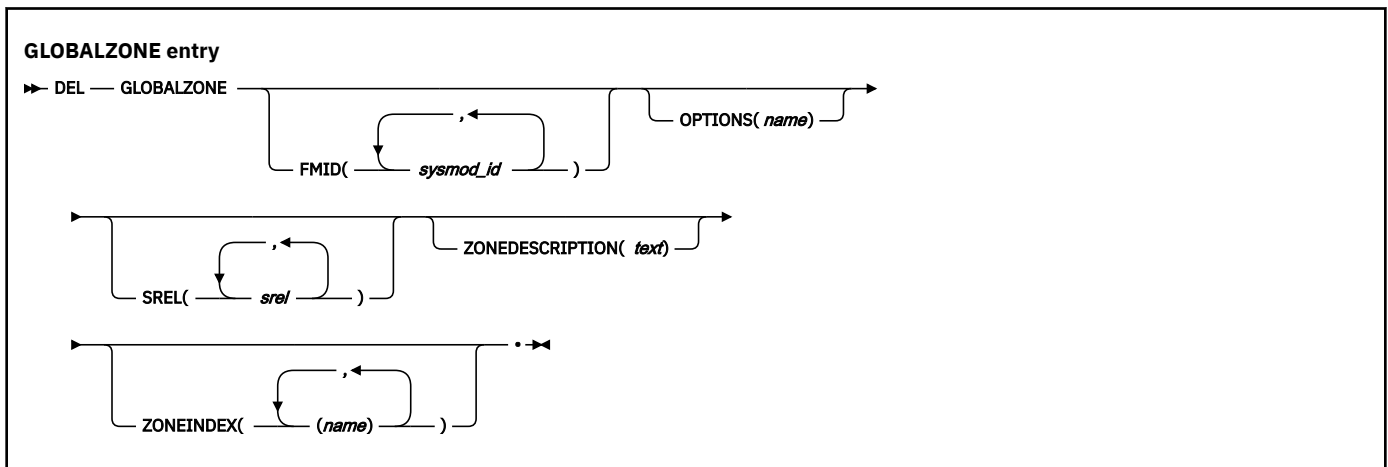 GLOBALZONE entry
DEL GLOBALZONE
,
FMID( sysmod_id )
OPTIONS( name)
,
SREL( srel )
ZONEDESCRIPTION( text)
,
ZONEINDEX( (name) )
.